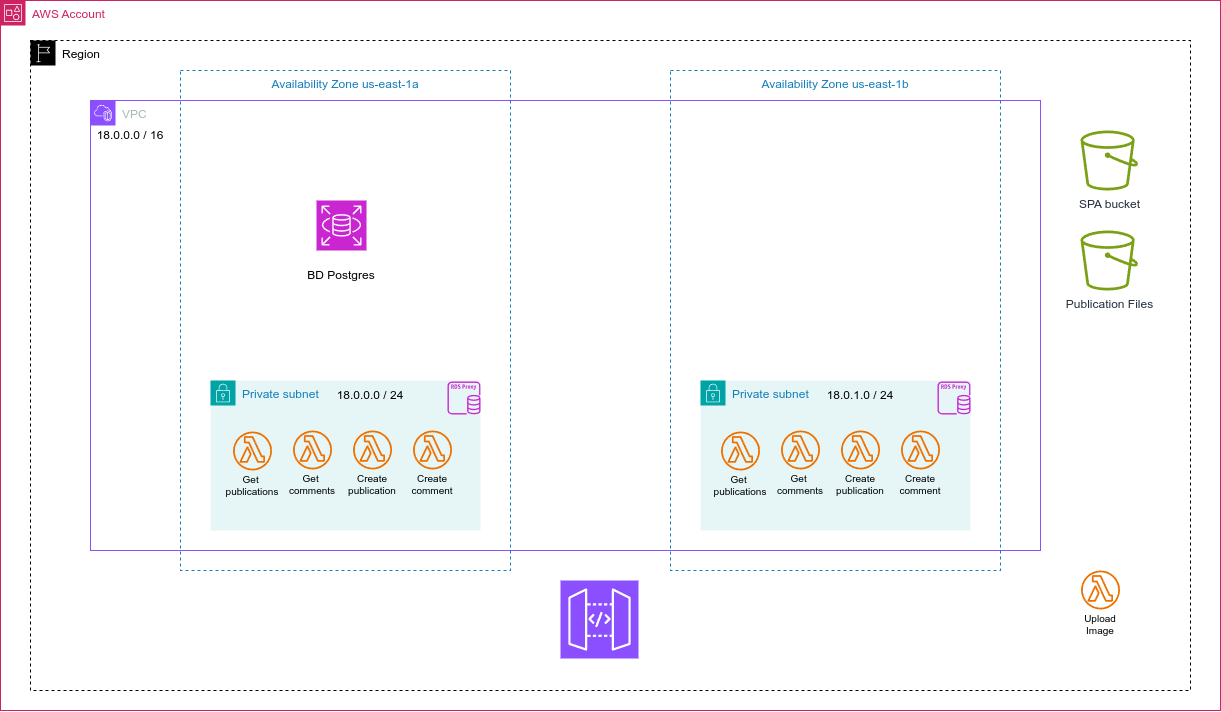 AWS Account
Region
Availability Zone us-east-1a
Availability Zone us-east-1b
VPC
18.0.0.0 / 16
SPA bucket
BD Postgres
Publication Files
Private subnet
18.0.0.0 / 24
RDS Proxy
Private subnet
18.0.1.0 / 24
RDS Proxy
Get
publications
Get
comments
Create
publication
Create
comment
Get
publications
Get
comments
Create
publication
Create
comment
</>
Upload
Image